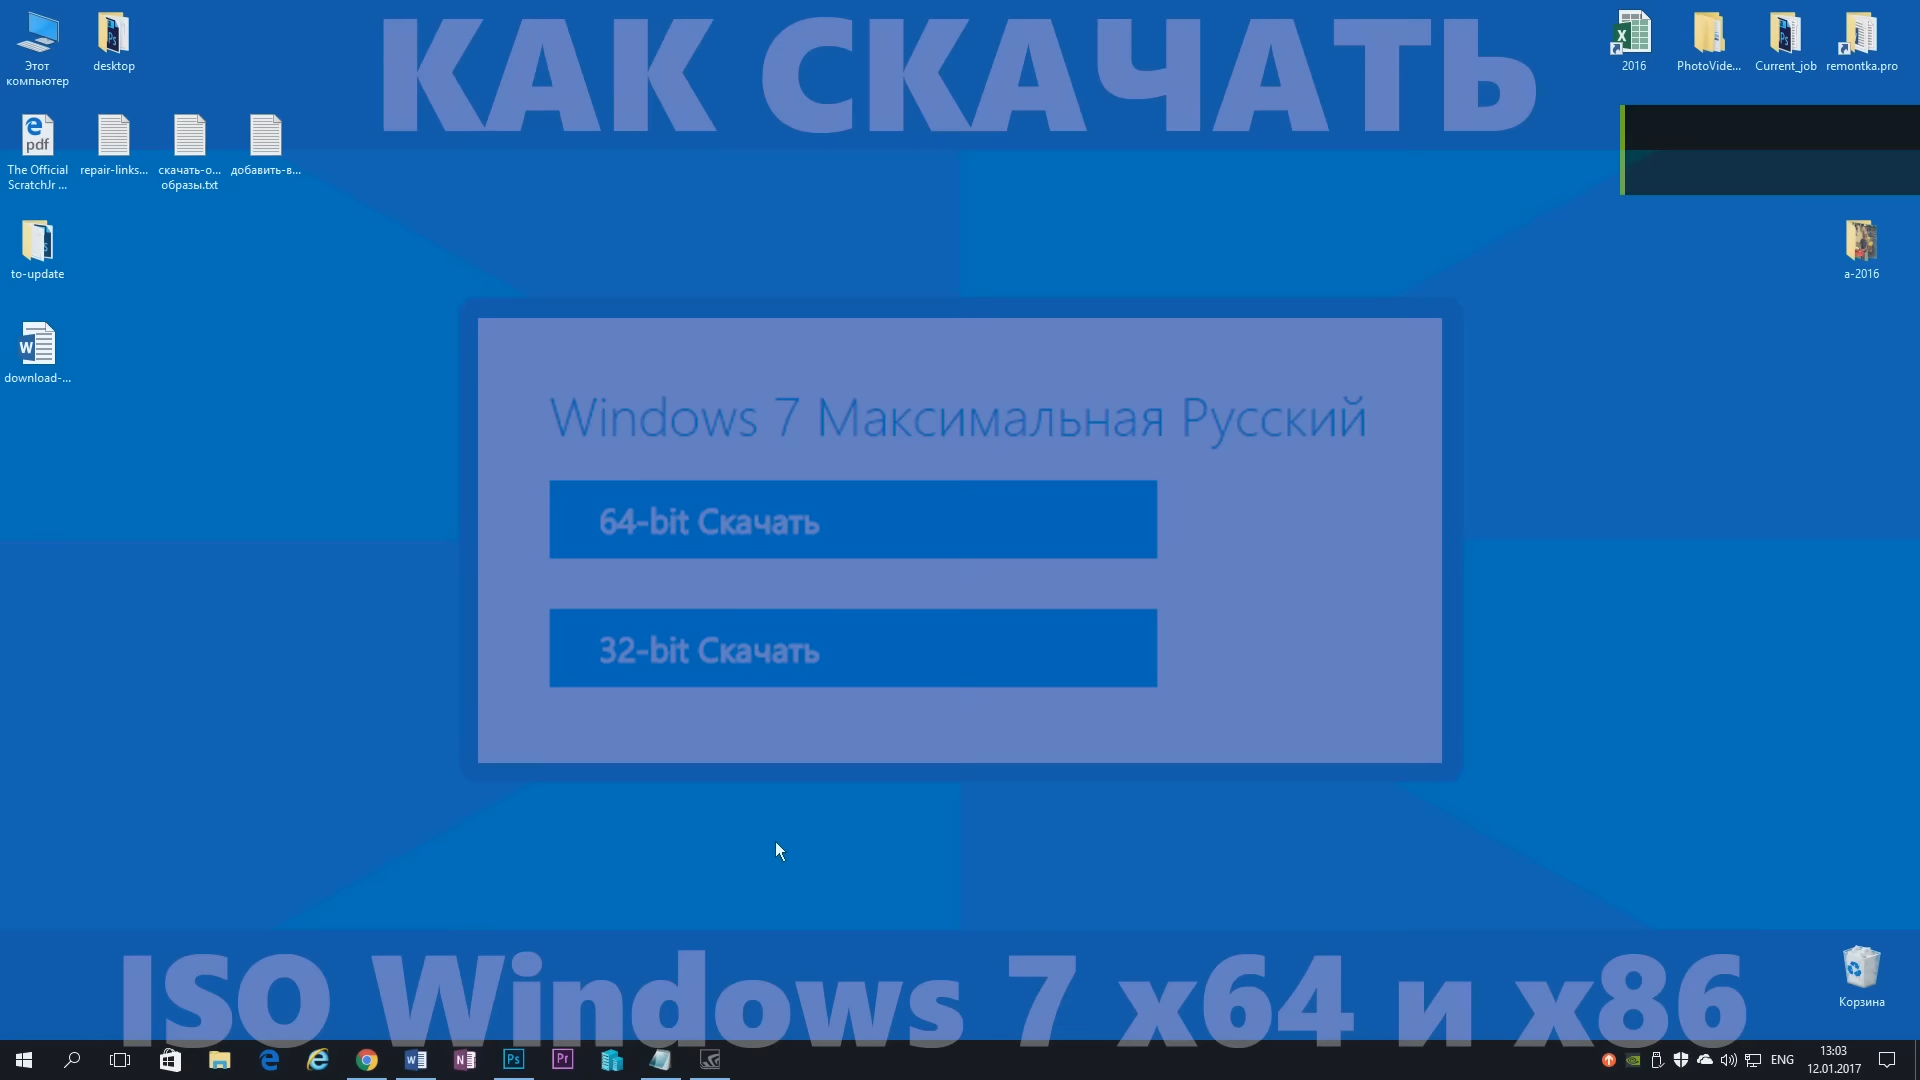 КАК СКАЧАТЬ
Этот
компьютер
desktop
2016
PhotoVide...
Current_job
remontka.pro
pdf
The Official
ScratchJr ...
repair-links...
скачать-о...
образы.txt
добавить-в...
to-update
a-2016
download-...
Windows 7 Максимальная Русский
64-bit Скачать
32-bit Скачать
ISO Windows 7 x64 и x86
Корзина
ENG
13:03
12.01.2017